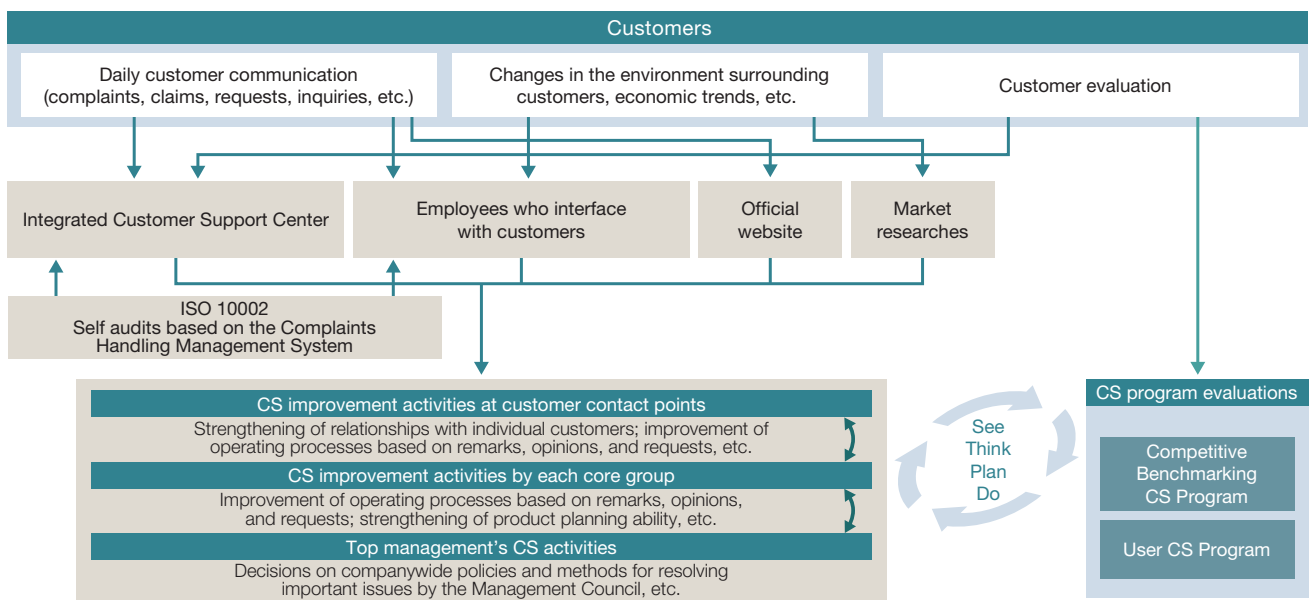 Customers
Daily customer communication
(complaints, claims, requests, inquiries, etc.)
Changes in the environment surrounding
customers, economic trends, etc.
Customer evaluation
Integrated Customer Support Center
Employees who interface
with customers
Official
website
Market
researches
ISO 10002
Self audits based on the Complaints
Handling Management System
CS improvement activities at customer contact points
Strengthening of relationships with individual customers; improvement of
operating processes based on remarks, opinions, and requests, etc.
CS improvement activities by each core group
Improvement of operating processes based on remarks, opinions,
and requests; strengthening of product planning ability, etc.
Top management's CS activities
Decisions on companywide policies and methods for resolving
important issues by the Management Council, etc.
See
Think
Plan
Do
CS program evaluations
Competitive
Benchmarking
CS Program
User CS Program